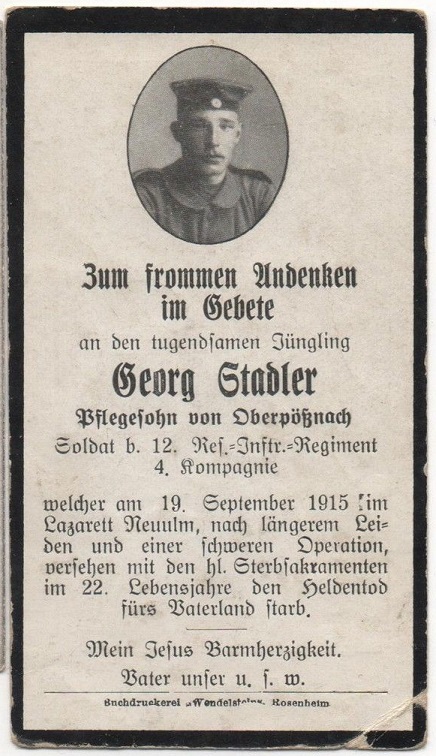 Zum frommen Andenken
im Gebete
an den tugendsamen Jüngling
Georg Stadler
Pflegesohn von Oberpößnach
Soldat b. 12. Res.=Inftr.=Regiment
4. Kompagnie
welcher am 19. September 1915 im
Lazarett Neuulm, nach längerem Lei=
den und einer schweren Operation,
versehen mit den hl. Sterbsakramenten
im 22. Lebensjahre den Heldentod
fürs Vaterland starb.
Mein Jesus Barmherzigkeit.
Vater unser u. s. w.
Buchdruckerei „Wendelstein“, Rosenheim